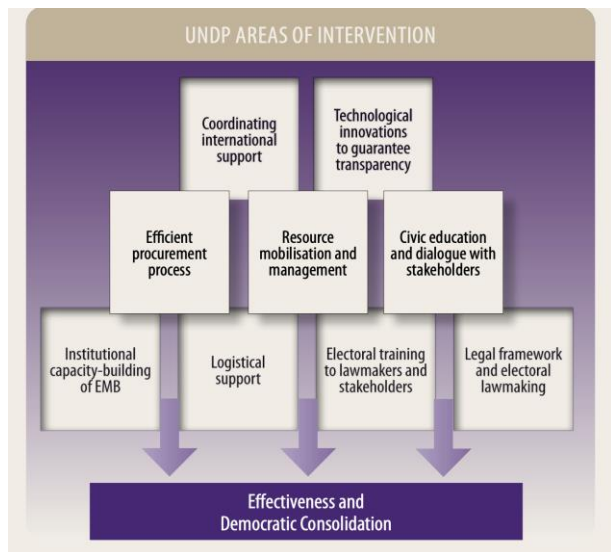 UNDP AREAS OF INTERVENTION
Coordinating
international
support
Technological
innovations
to guarantee
transparency
Efficient
procurement
process
Resource
mobilisation and
management
Civic education
and dialogue with
stakeholders
Institutional
capacity-building
of EMB
Logistical
support
Electoral training
to lawmakers and
stakeholders
Legal framework
and electoral
lawmaking
Effectiveness and
Democratic Consolidation